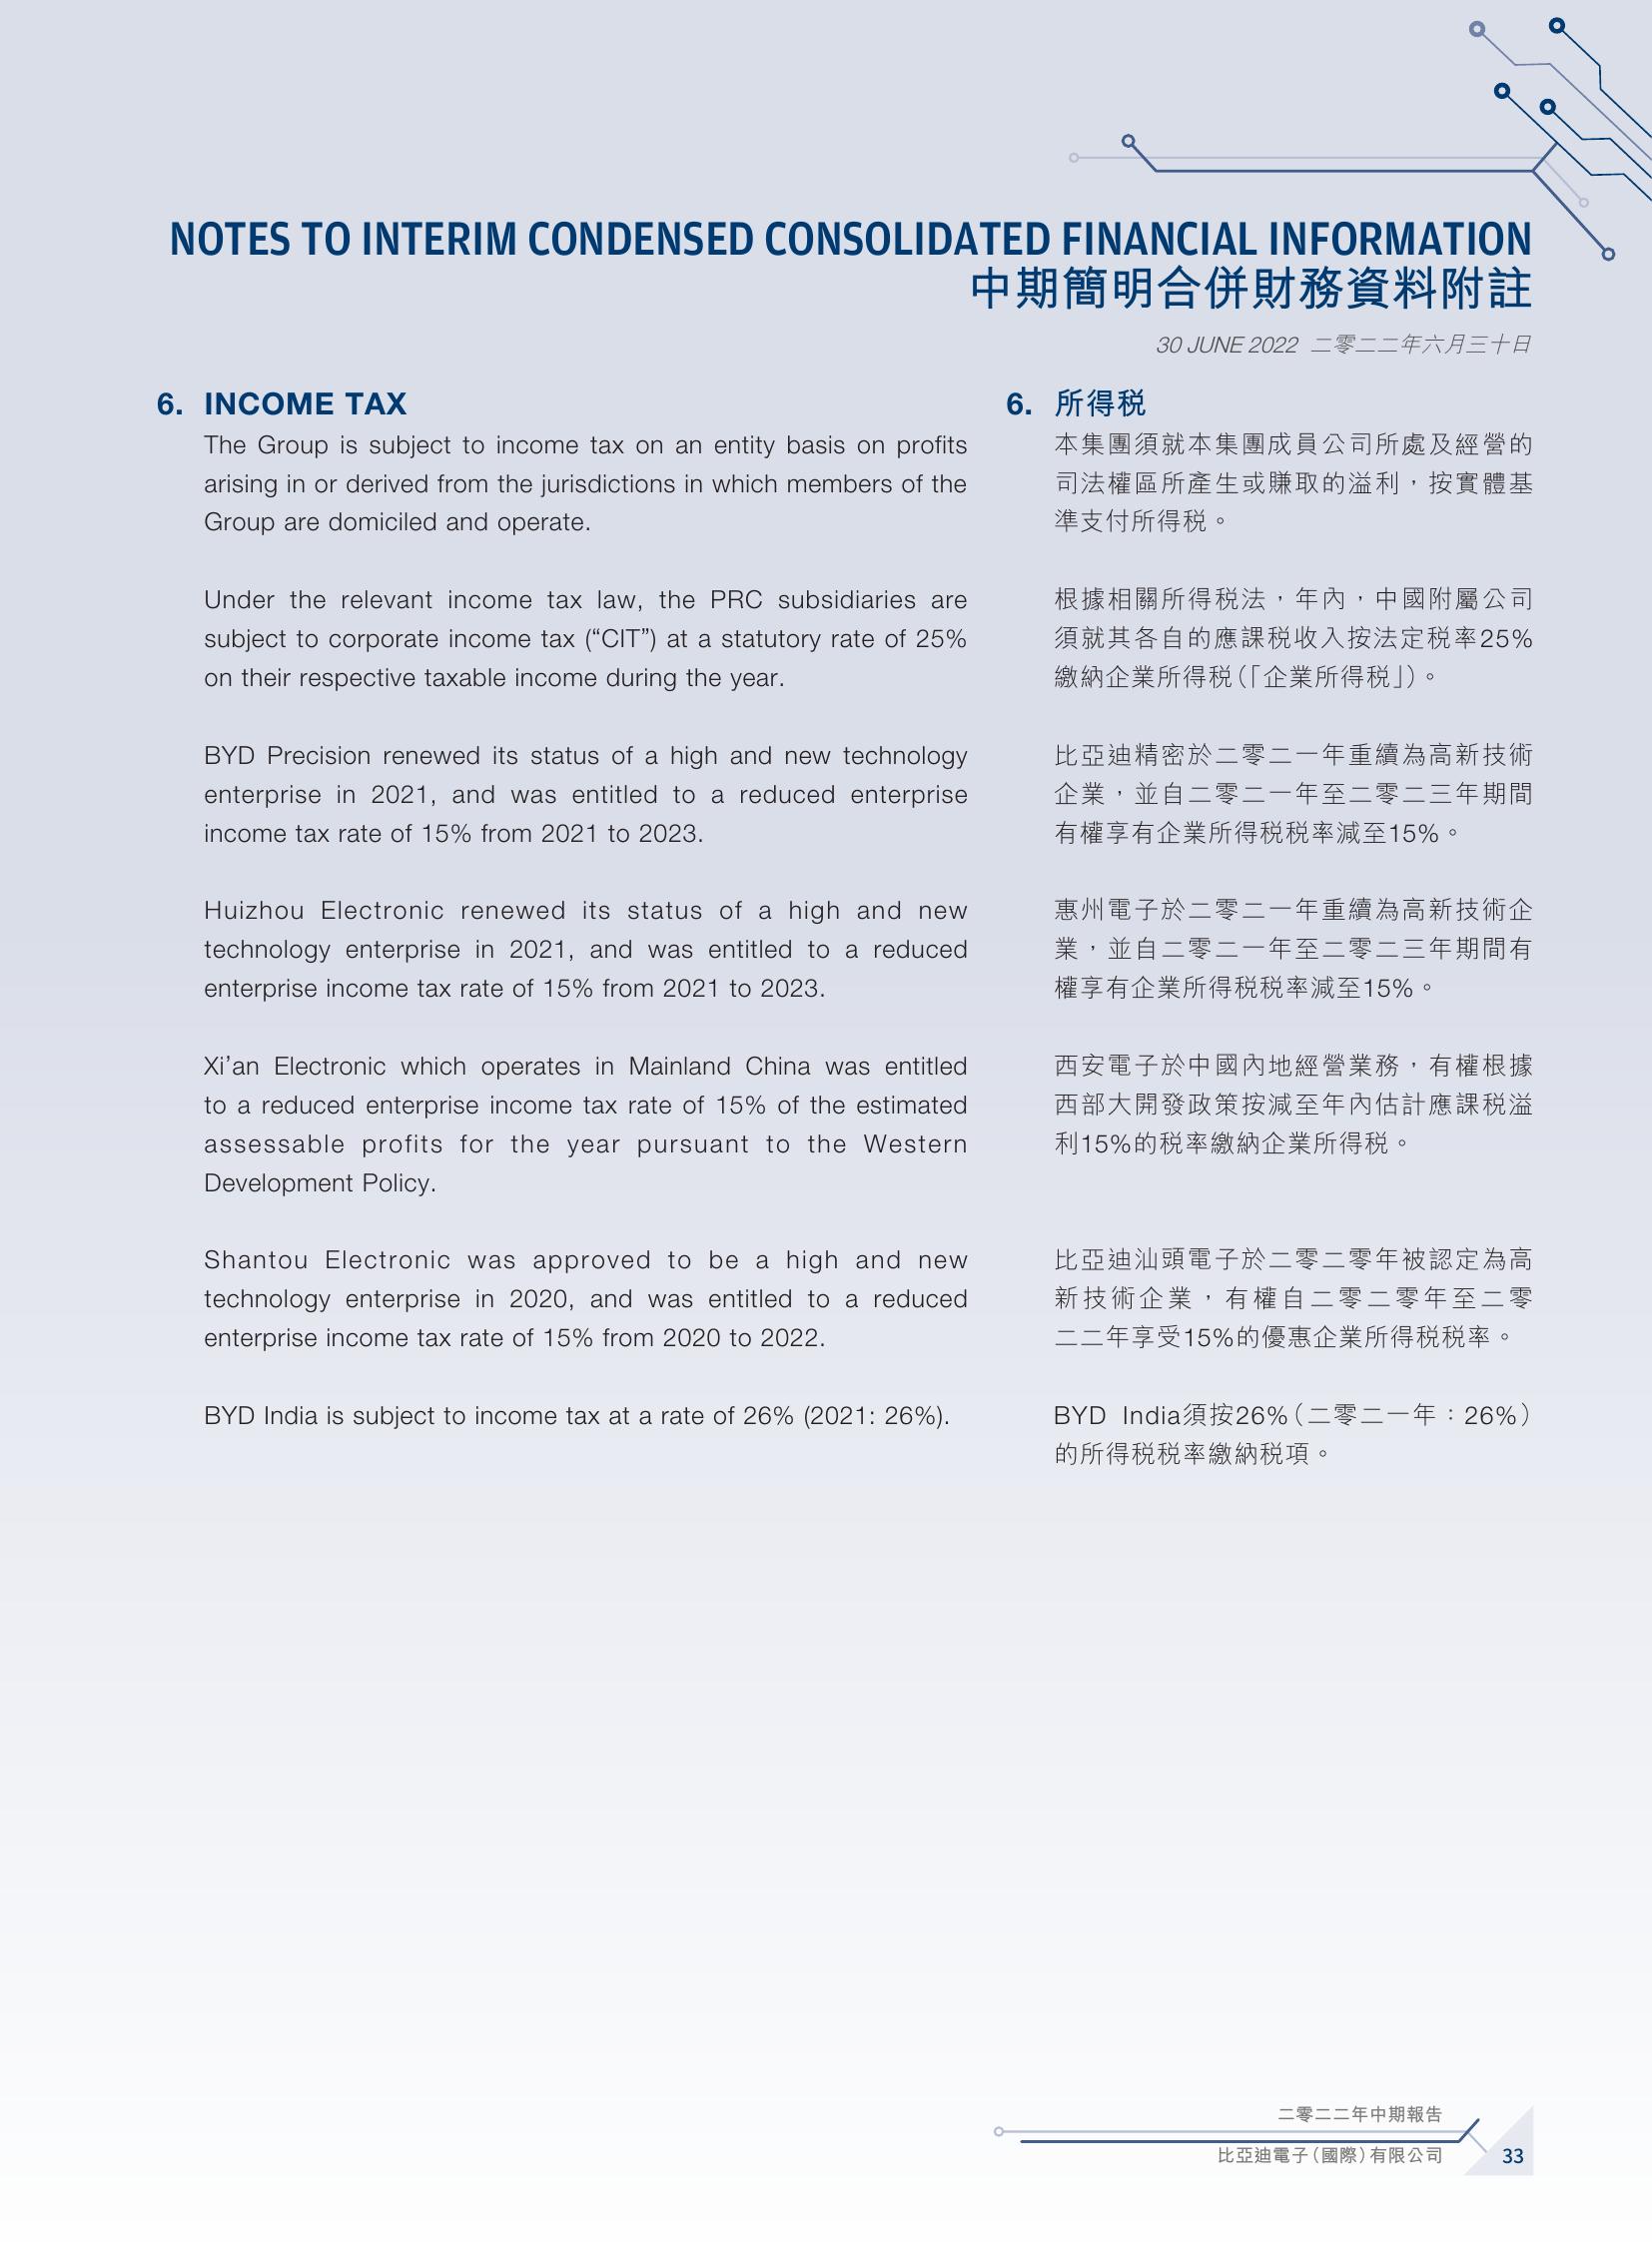 NOTES TO INTERIM CONDENSED CONSOLIDATED FINANCIAL INFORMATION
中期簡明合併財務資料附註
30 JUNE 2022 二零二二年六月三十日
6. INCOME TAX
The Group is subject to income tax on an entity basis on profits
arising in or derived from the jurisdictions in which members of the
Group are domiciled and operate.
Under the relevant income tax law, the PRC subsidiaries are
subject to corporate income tax (“CIT”) at a statutory rate of 25%
on their respective taxable income during the year.
BYD Precision renewed its status of a high and new technology
enterprise in 2021, and was entitled to a reduced enterprise
income tax rate of 15% from 2021 to 2023.
Huizhou Electronic renewed its status of a high and new
technology enterprise in 2021, and was entitled to a reduced
enterprise income tax rate of 15% from 2021 to 2023.
Xi’an Electronic which operates in Mainland China was entitled
to a reduced enterprise income tax rate of 15% of the estimated
assessable profits for the year pursuant to the Western
Development Policy.
Shantou Electronic was approved to be a high and new
technology enterprise in 2020, and was entitled to a reduced
enterprise income tax rate of 15% from 2020 to 2022.
BYD India is subject to income tax at a rate of 26% (2021: 26%).
6. 所得税
本集團須就本集團成員公司所處及經營的
司法權區所產生或賺取的溢利，按實體基
準支付所得税。
根據相關所得税法，年內，中國附屬公司
須就其各自的應課税收入按法定税率25%
繳納企業所得税（「企業所得税」）。
比亞迪精密於二零二一年重續為高新技術
企業，並自二零二一年至二零二三年期間
有權享有企業所得税税率減至15%。
惠州電子於二零二一年重續為高新技術企
業，並自二零二一年至二零二三年期間有
權享有企業所得税税率減至15%。
西安電子於中國內地經營業務，有權根據
西部大開發政策按減至年內估計應課税溢
利15%的税率繳納企業所得税。
比亞迪汕頭電子於二零二零年被認定為高
新技術企業，有權自二零二零年至二零
二二年享受15%的優惠企業所得税税率。
BYD India須按26%（二零二一年：26%）
的所得税税率繳納税項。
二零二二年中期報告
比亞迪電子（國際）有限公司
33